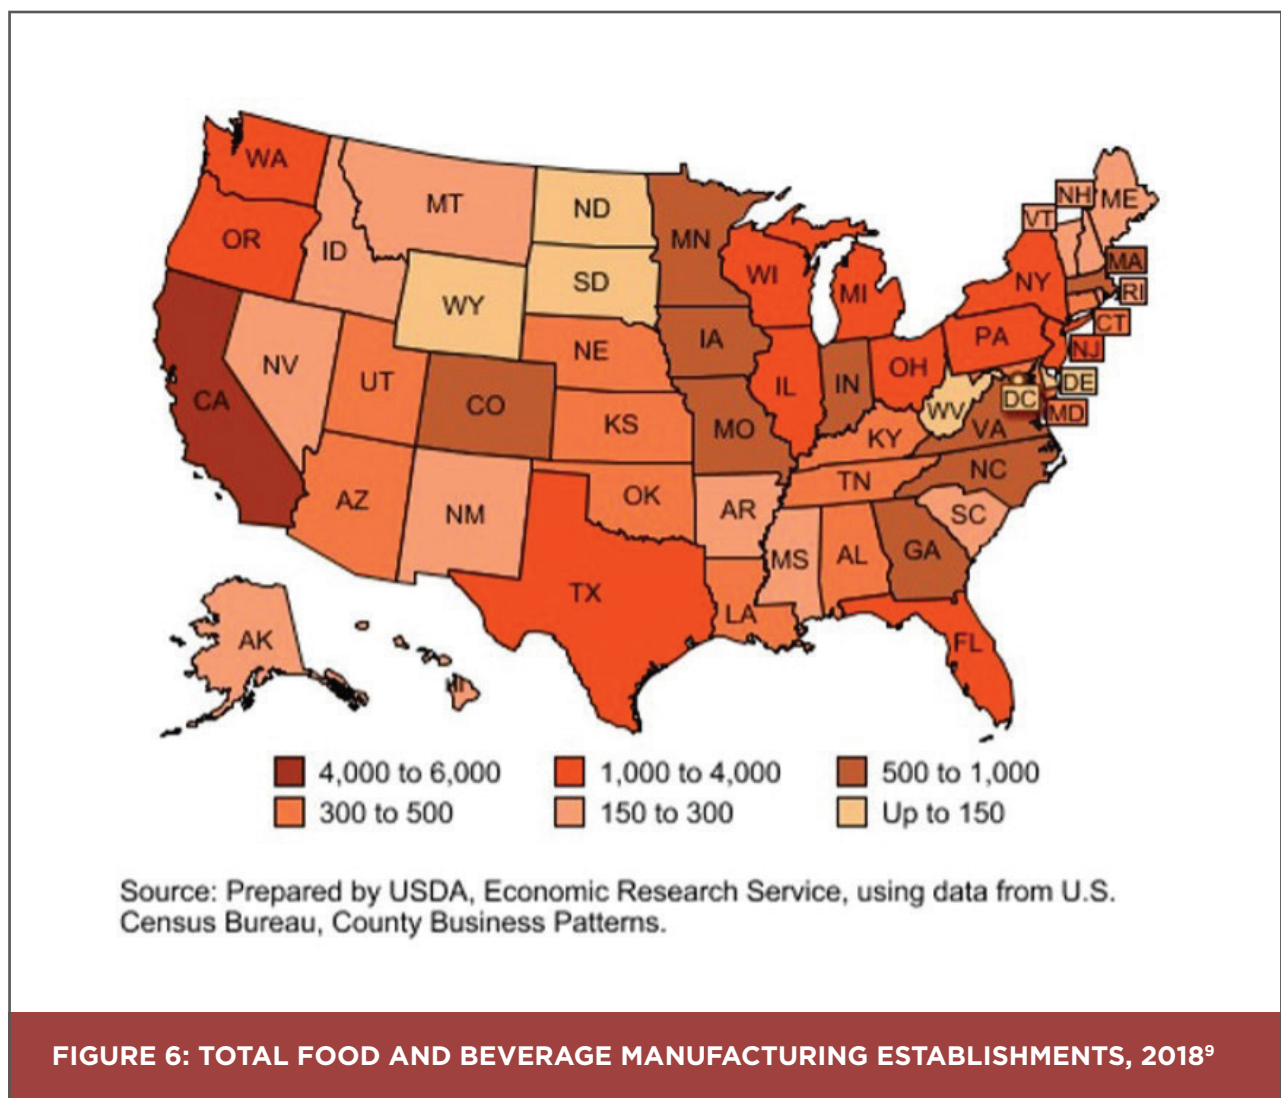 WA
MT
ND
MN
NH
ME
VT
OR
ID
SD
WI
MI
NY
MA
RI
WY
IA
PA
CT
NV
UT
NE
IL
IN
OH
NJ
CA
CO
KS
MO
KY
WV
DC
DE
VA
MD
AZ
NM
OK
AR
TN
NC
SC
TX
LA
MS
AL
GA
FL
AK
HI
4,000 to 6,000
1,000 to 4,000
500 to 1,000
300 to 500
150 to 300
Up to 150
Source: Prepared by USDA, Economic Research Service, using data from U.S.
Census Bureau, County Business Patterns.
FIGURE 6: TOTAL FOOD AND BEVERAGE MANUFACTURING ESTABLISHMENTS, 2018⁹